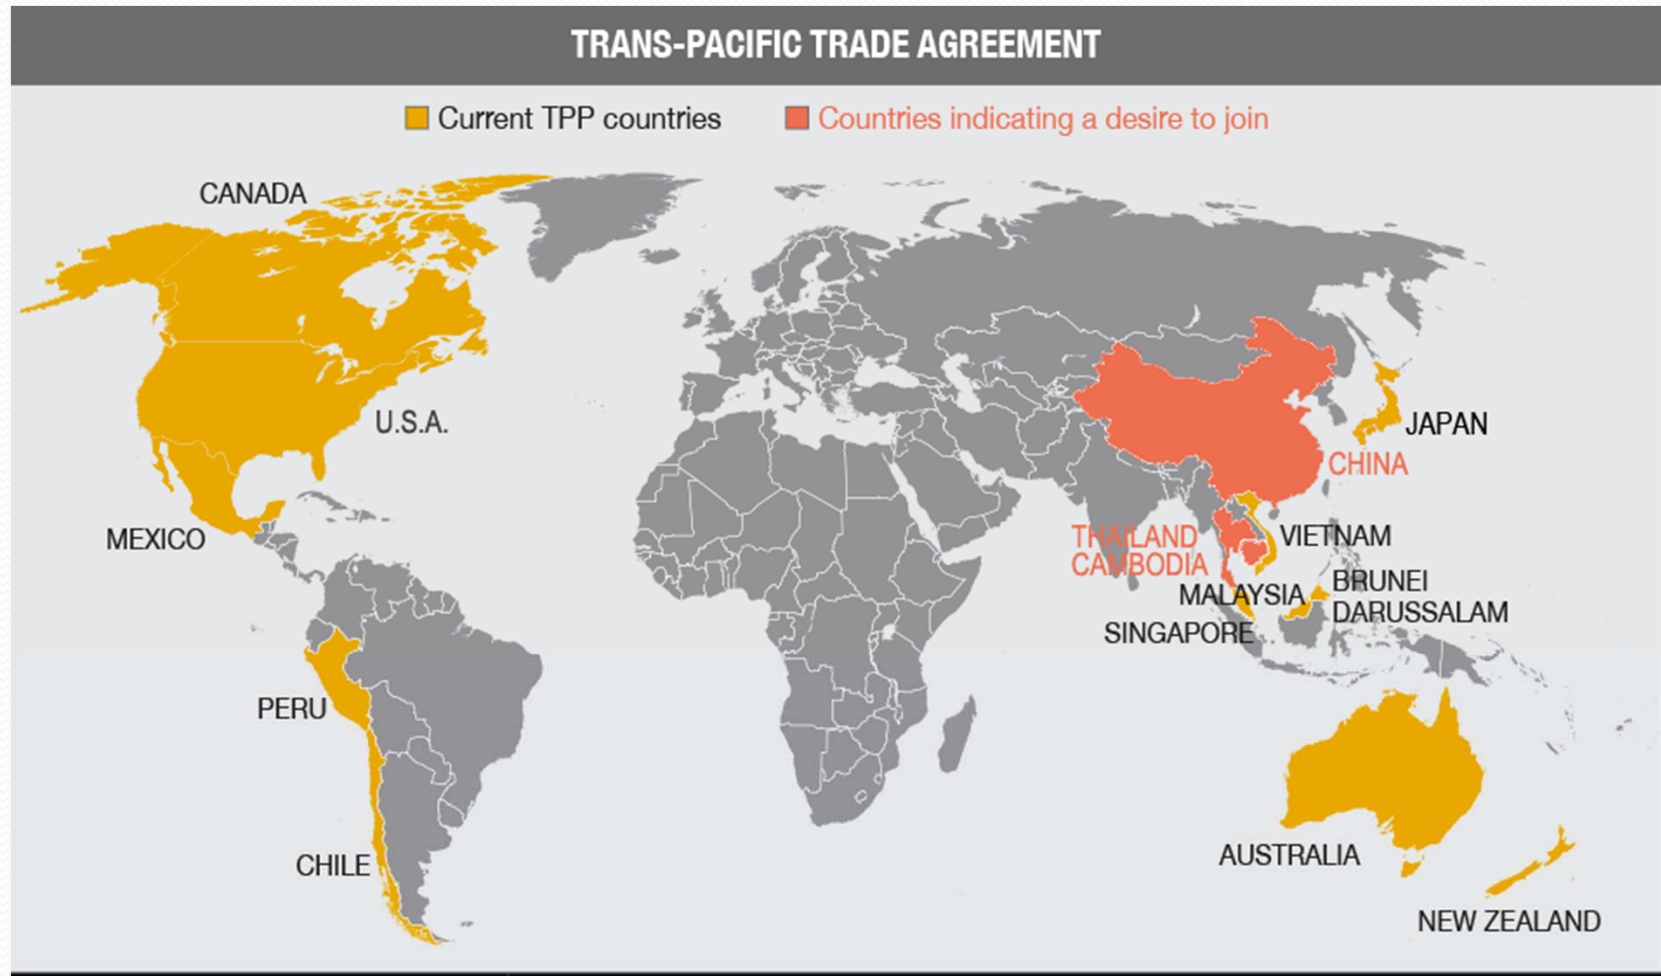 TRANS-PACIFIC TRADE AGREEMENT
Current TPP countries
Countries indicating a desire to join
CANADA
U.S.A.
JAPAN
CHINA
MEXICO
THAILAND
CAMBODIA
VIETNAM
MALAYSIA
BRUNEI
DARUSSALAM
SINGAPORE
PERU
CHILE
AUSTRALIA
NEW ZEALAND